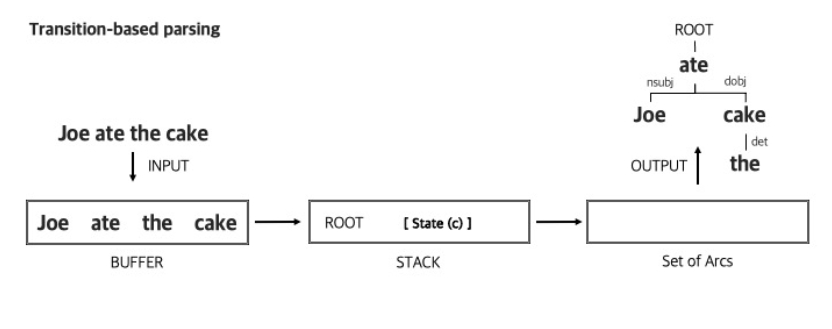 Transition-based parsing
ROOT
ate
nsubj dobj
Joe cake
det
the
Joe ate the cake
INPUT
OUTPUT
Joe ate the cake
ROOT [ State (c) ]
BUFFER
STACK
Set of Arcs